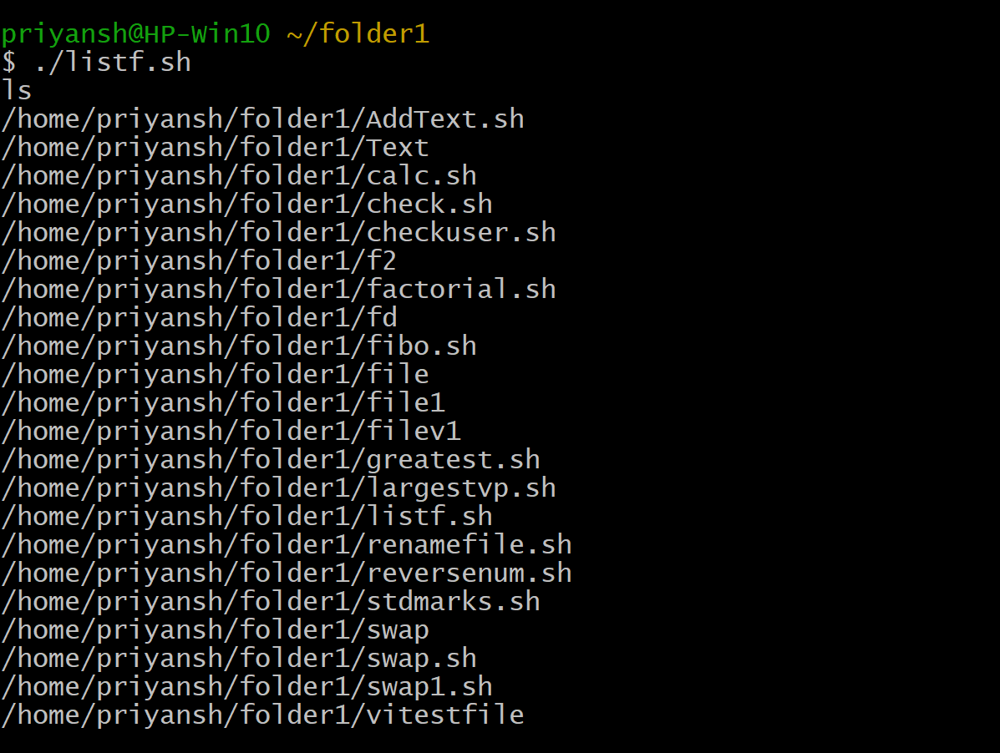 priyansh@HP-Win10 ~/folder1
$ ./listf.sh
ls
/home/priyansh/folder1/AddText.sh
/home/priyansh/folder1/Text
/home/priyansh/folder1/calc.sh
/home/priyansh/folder1/check.sh
/home/priyansh/folder1/checkuser.sh
/home/priyansh/folder1/f2
/home/priyansh/folder1/factorial.sh
/home/priyansh/folder1/fd
/home/priyansh/folder1/fibo.sh
/home/priyansh/folder1/file
/home/priyansh/folder1/file1
/home/priyansh/folder1/filev1
/home/priyansh/folder1/greatest.sh
/home/priyansh/folder1/largestvp.sh
/home/priyansh/folder1/listf.sh
/home/priyansh/folder1/renamefile.sh
/home/priyansh/folder1/reversenum.sh
/home/priyansh/folder1/stdmarks.sh
/home/priyansh/folder1/swap
/home/priyansh/folder1/swap.sh
/home/priyansh/folder1/swap1.sh
/home/priyansh/folder1/vitestfile